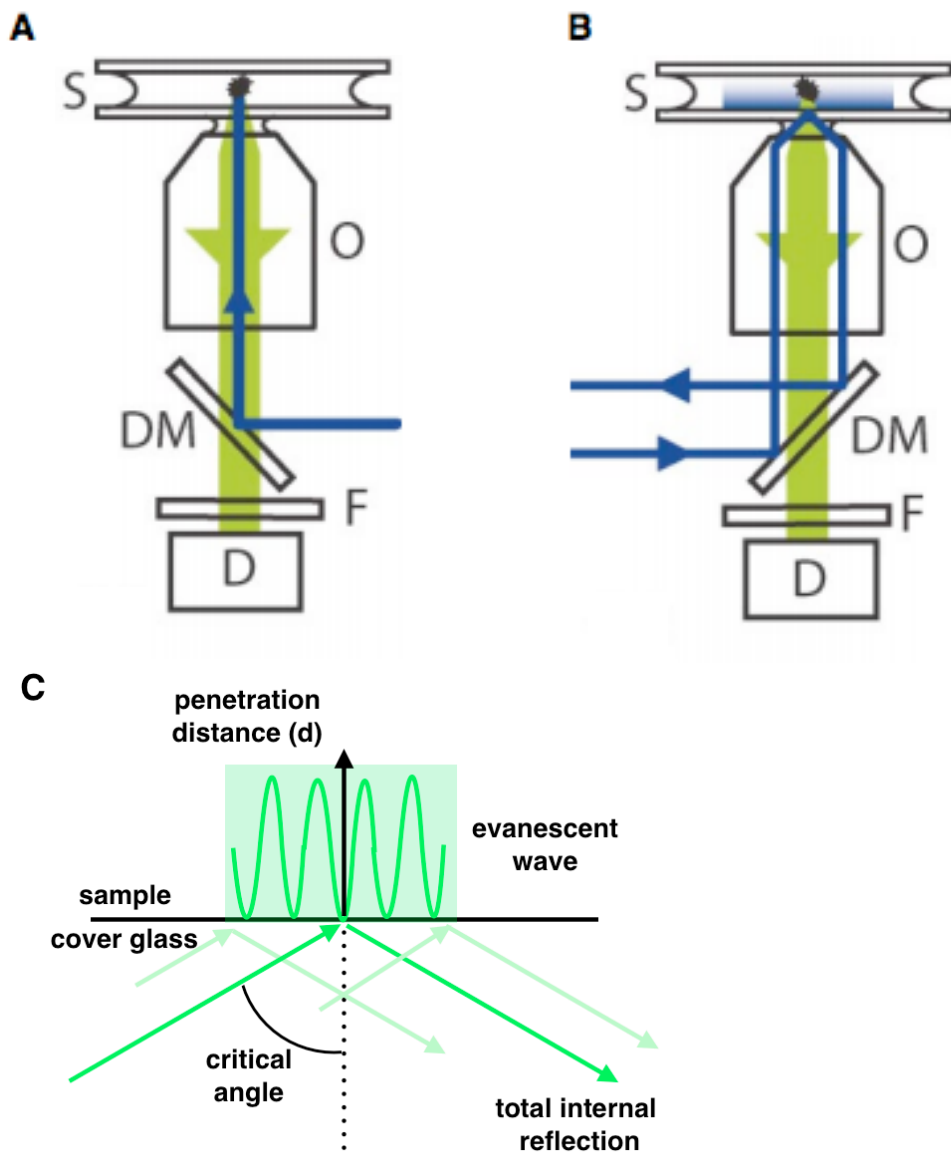 A
B
S
S
O
O
DM
DM
F
F
D
D
C
penetration
distance (d)
evanescent
wave
sample
cover glass
critical
angle
total internal
reflection